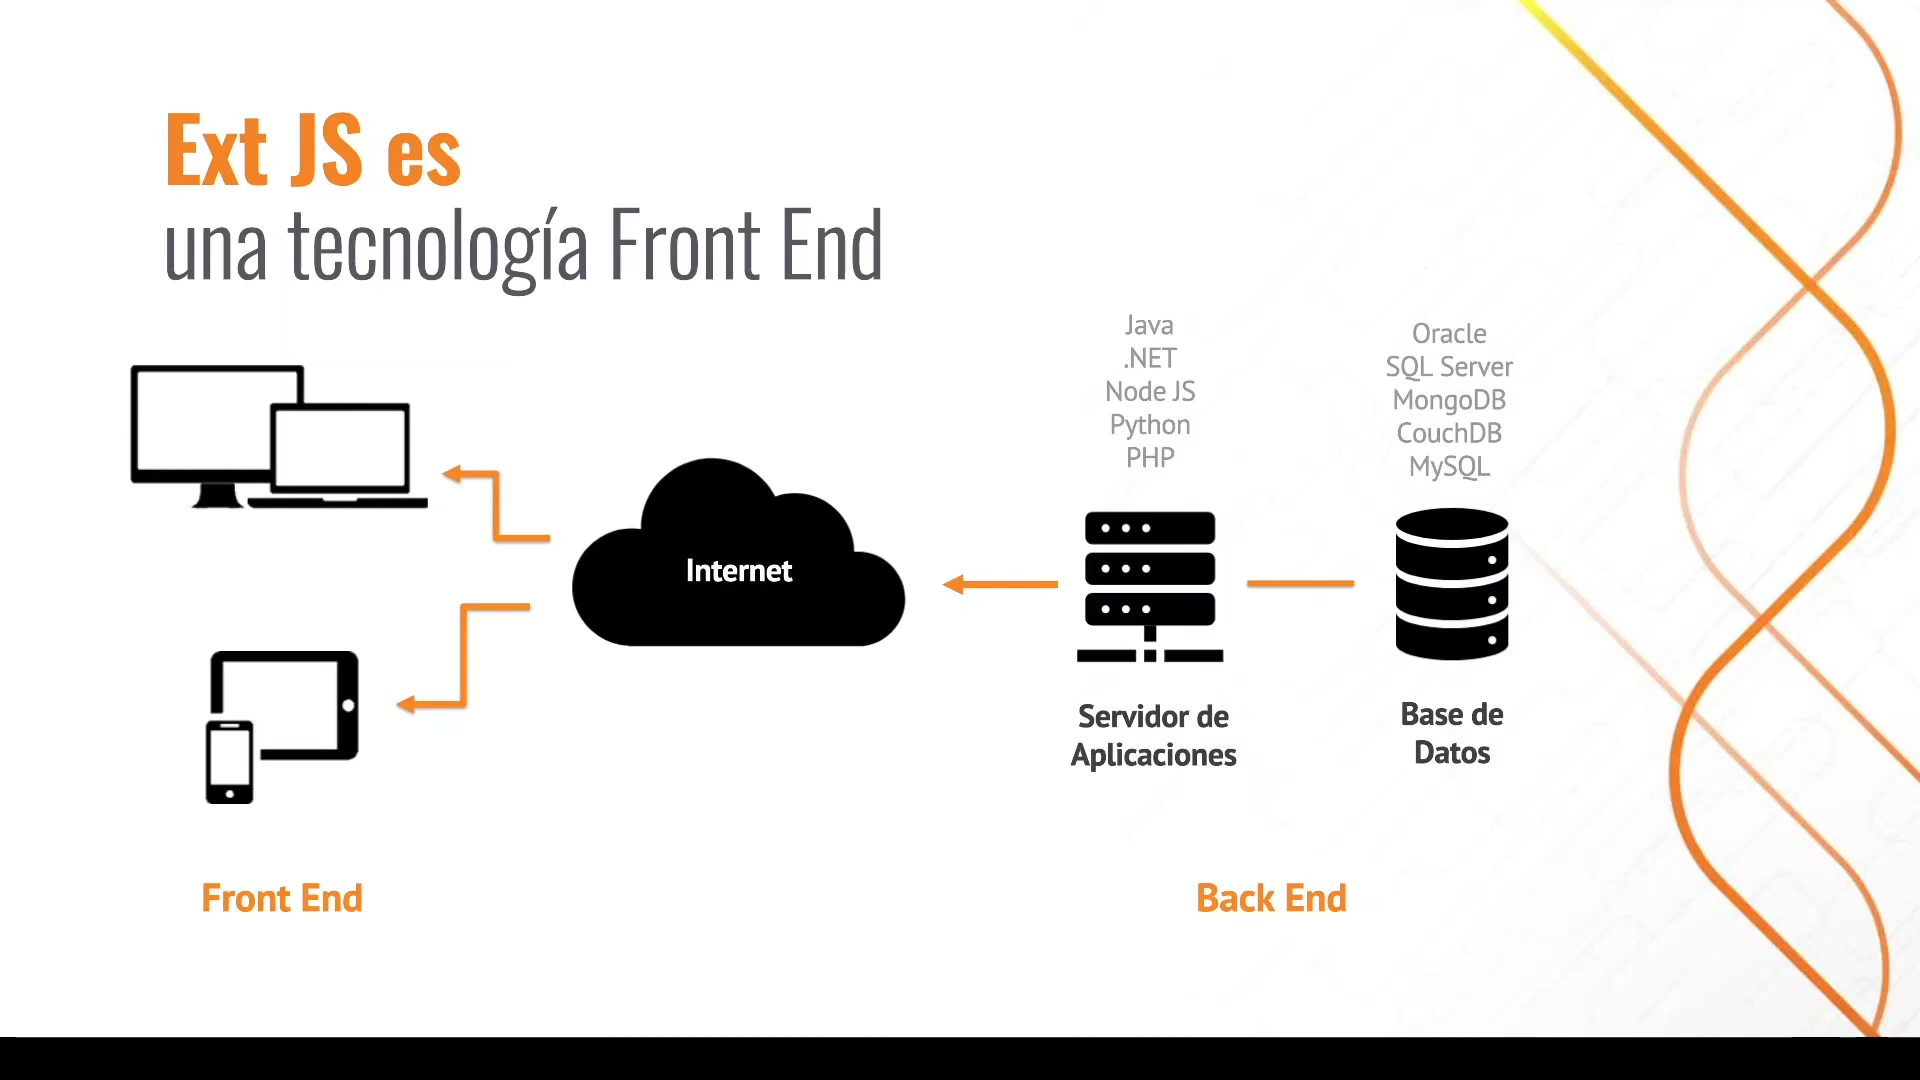 Ext JS es
una tecnología Front End
Java
.NET
Node JS
Python
PHP
Oracle
SQL Server
MongoDB
CouchDB
MySQL
Internet
Servidor de
Aplicaciones
Base de
Datos
Front End
Back End